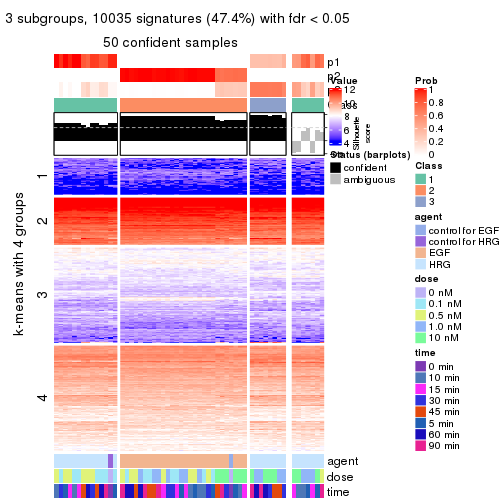 3 subgroups, 10035 signatures (47.4%) with fdr < 0.05
50 confident samples
k-means with 4 groups
1
2
3
4
p1
p2
Value
12
10
8
6
4
Silhouette
score
Status (barplots)
confident
ambiguous
Prob
1
0.8
0.6
0.4
0.2
0
Class
1
2
3
agent
control for EGF
control for HRG
EGF
HRG
dose
0 nM
0.1 nM
0.5 nM
1.0 nM
10 nM
time
0 min
10 min
15 min
30 min
45 min
5 min
60 min
90 min
agent
dose
time